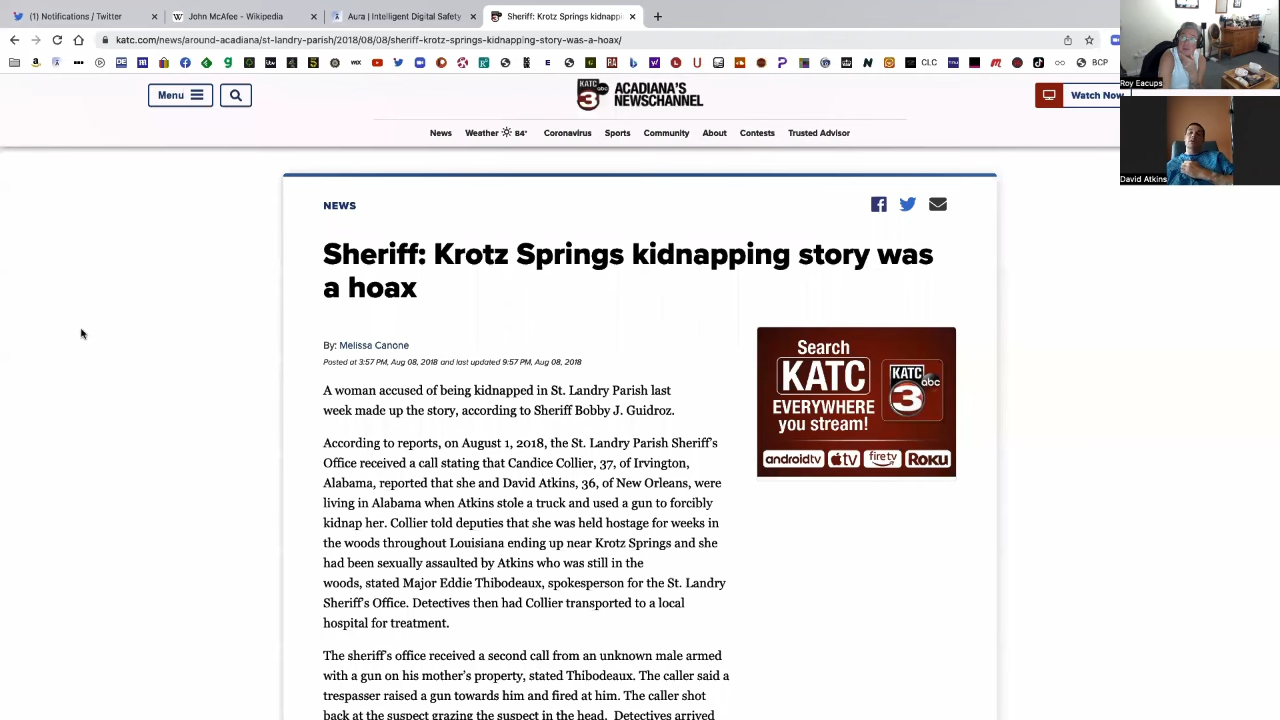 (1) Notifications / Twitter
John McAfee - Wikipedia
Aura | Intelligent Digital Safety
Sheriff: Krotz Springs kidnappi
katc.com/news/around-acadiana/st-landry-parish/2018/08/08/sheriff-krotz-springs-kidnapping-story-was-a-hoax/
CLC
BCP
Roy Eacups
David Atkins
Menu
KATC
abc
3
ACADIANA'S
NEWSCHANNEL
Watch Now
News
Weather
84°
Coronavirus
Sports
Community
About
Contests
Trusted Advisor
NEWS
Sheriff: Krotz Springs kidnapping story was
a hoax
By: Melissa Canone
Posted at 3:57 PM, Aug 08, 2018 and last updated 9:57 PM, Aug 08, 2018
A woman accused of being kidnapped in St. Landry Parish last
week made up the story, according to Sheriff Bobby J. Guidroz.
According to reports, on August 1, 2018, the St. Landry Parish Sheriff's
Office received a call stating that Candice Collier, 37, of Irvington,
Alabama, reported that she and David Atkins, 36, of New Orleans, were
living in Alabama when Atkins stole a truck and used a gun to forcibly
kidnap her. Collier told deputies that she was held hostage for weeks in
the woods throughout Louisiana ending up near Krotz Springs and she
had been sexually assaulted by Atkins who was still in the
woods, stated Major Eddie Thibodeaux, spokesperson for the St. Landry
Sheriff's Office. Detectives then had Collier transported to a local
hospital for treatment.
The sheriff's office received a second call from an unknown male armed
with a gun on his mother's property, stated Thibodeaux. The caller said a
trespasser raised a gun towards him and fired at him. The caller shot
back at the suspect grazing the suspect in the head. Detectives arrived
Search
KATC
KATC
abc
3
EVERYWHERE
you stream!
androidtv
tv
firetv
Roku